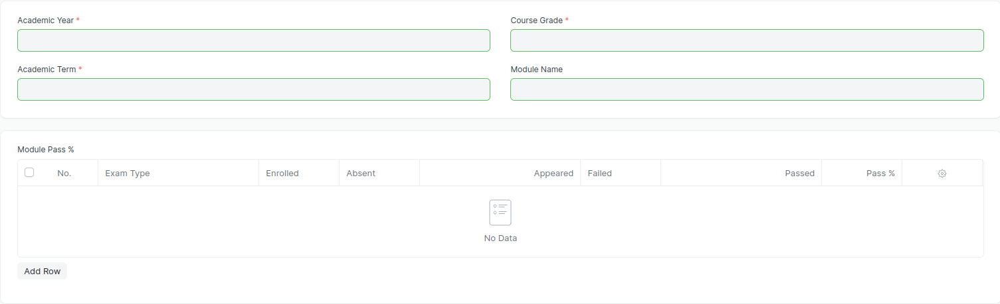 Academic Year *
Course Grade *
Academic Term *
Module Name
Module Pass %
No. Exam Type Enrolled Absent Appeared Failed Passed Pass %
No Data
Add Row